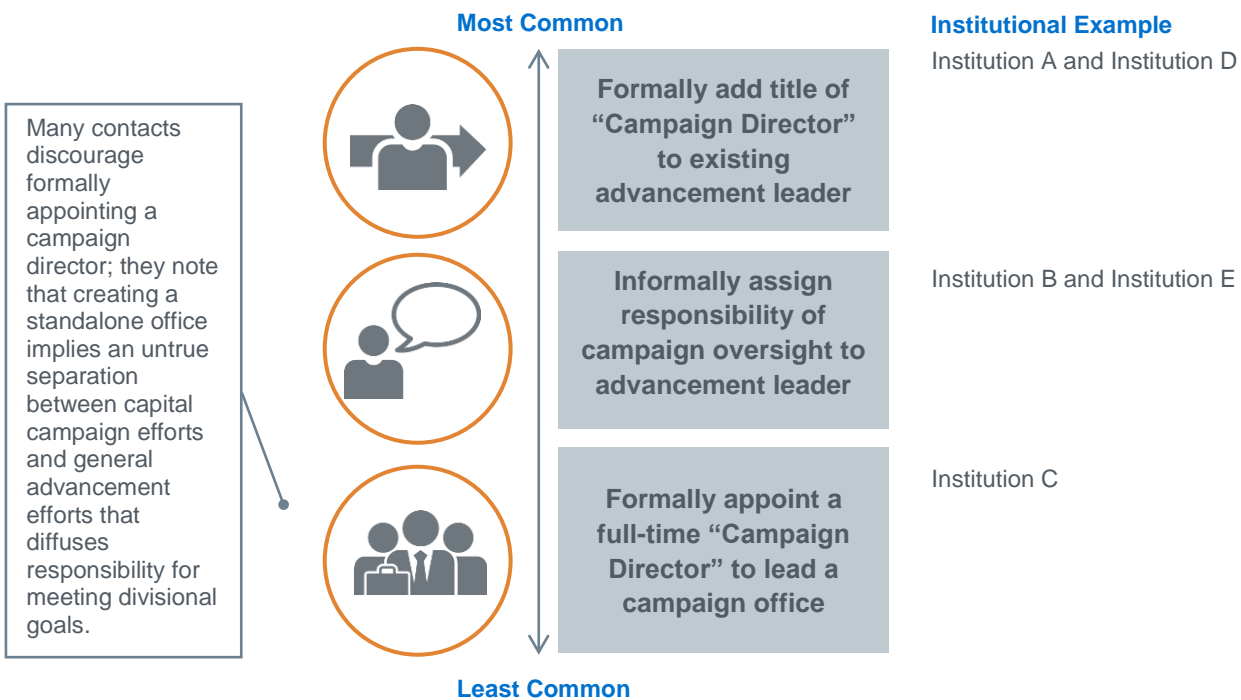 Most Common
Institutional Example
Institution A and Institution D
Formally add title of
“Campaign Director”
to existing
advancement leader
Many contacts
discourage
formally
appointing a
campaign
director; they note
that creating a
standalone office
implies an untrue
separation
between capital
campaign efforts
and general
advancement
efforts that
diffuses
responsibility for
meeting divisional
goals.
Informally assign
responsibility of
campaign oversight to
advancement leader
Institution B and Institution E
Formally appoint a
full-time “Campaign
Director” to lead a
campaign office
Institution C
Least Common